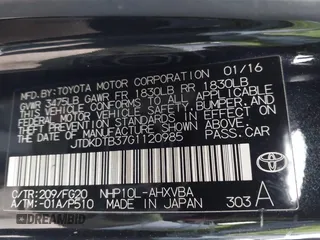 MFD.BY:TOYOTA MOTOR CORPORATION 01/16
GVWR 3475LB GAWR FR 1830LB RR 1830LB
THIS VEHICLE CONFORMS TO ALL APPLICABLE
FEDERAL MOTOR VEHICLE SAFETY, BUMPER, AND
THEFT PREVENTION STANDARDS IN EFFECT ON
THE DATE OF MANUFACTURE SHOWN ABOVE.
JTDKDTB37G1120985 PASS. CAR
C/TR:209/FG20 NHP10L-AHXVBA
A/TM:-01A/P510 MADE IN JAPAN 303 A
TOYOTA
DREAMBID